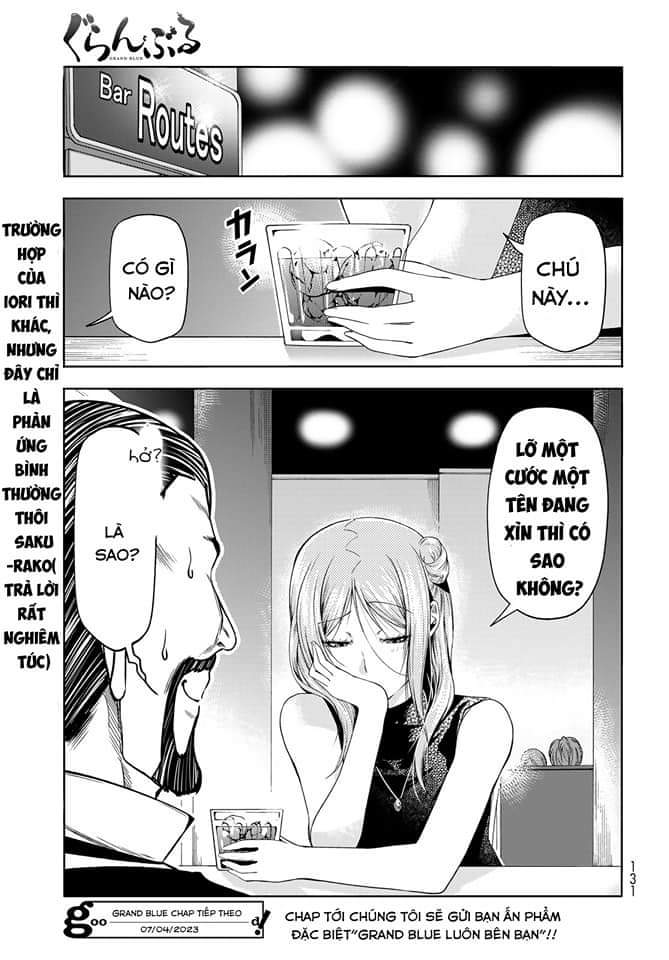 ぐらんぶる
GRAND BLUE
Bar
Routes
CHÚ
NÀY...
カラン
CÓ GÌ
NÀO?
LỠ MỘT
CƯỚC MỘT
TÊN ĐANG
XỈN THÌ CÓ
SAO
KHÔNG?
HỞ?
LÀ
SAO?
TRƯỜNG
HỢP
CỦA
IORI THÌ
KHÁC,
NHƯNG
ĐÂY CHỈ
LÀ
PHẢN
ỨNG
BÌNH
THƯỜNG
THÔI
SAKU
-RAKO(
TRẢ LỜI
RẤT
NGHIÊM
TÚC)
131
goo
GRAND BLUE CHAP TIẾP THEO
07/04/2023
đ!
CHAP TỚI CHÚNG TÔI SẼ GỬI BẠN ẤN PHẨM
ĐẶC BIỆT"GRAND BLUE LUÔN BÊN BẠN"!!